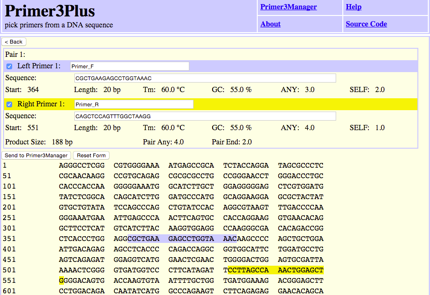 Primer3Plus
pick primers from a DNA sequence
Primer3Manager Help
About Source Code
< Back
Pair 1:
Left Primer 1: Primer_F
Sequence: CGCTGAAGAGCCTGGTAAAC
Start: 364 Length: 20 bp Tm: 60.0 °C GC: 55.0 % ANY: 3.0 SELF: 2.0
Right Primer 1: Primer_R
Sequence: CAGCTCCAGTTTGGCTAAGG
Start: 551 Length: 20 bp Tm: 60.0 °C GC: 55.0 % ANY: 4.0 SELF: 1.0
Product Size: 188 bp Pair Any: 4.0 Pair End: 2.0
Send to Primer3Manager Reset Form
1 AGGGCCTCGG CGTGGGGAAA ATGAGCCGCA TCTACCAGGA TAGCGCCCTC
51 CGCAACAAGG CCGTGCAGAG CGCGCGCCTG CCGGGAACCT GGGACCCTGC
101 CACCCACCAA GGGGGAAATG GCATCTTGCT GGAGGGGGAG CTCGTGGATG
151 TATCTCGGCA CAGCATCTTG GATGCCCATG GCAGGAAGGA GCGCTACTAT
201 GTGCTGTATA TCCAGCCCAG CTGTATCCAC AGGCGTAAGT TTGACCCCAA
251 GGGAAATGAA ATTGAGCCCA ACTTCAGTGC CACCAGGAAG GTGAACACAG
301 GCTTCCTCAT GTCATCTTAC AAGGTGGAGG CCAAGGGCGA CACAGACCGG
351 CTCACCCTGG AGGCGCTGAA GAGCCTGGTA AACAAGCCCC AGCTGCTGGA
401 ATTGACAGAG AGCCTCACCC CAGACCAGGC GGTGGCATTC TGGATGCCTG
451 AGTCAGAGAT GGAGGTCATG GAACTCGAAC TGGGGACTGG AGTGCGATTA
501 AAAACTCGGG GTGATGGTCC CTTCATAGAT TCCTTAGCCA AACTGGAGCT
551 GGGGACAGTG ACCAAGTGTA ATTTTGCTGG TGATGGAAAG ACGGGAGCTT
601 CCTGGACAGA CAATATCATG GCCCAGAAGT CTTCAGAGAG GAACACAGCA